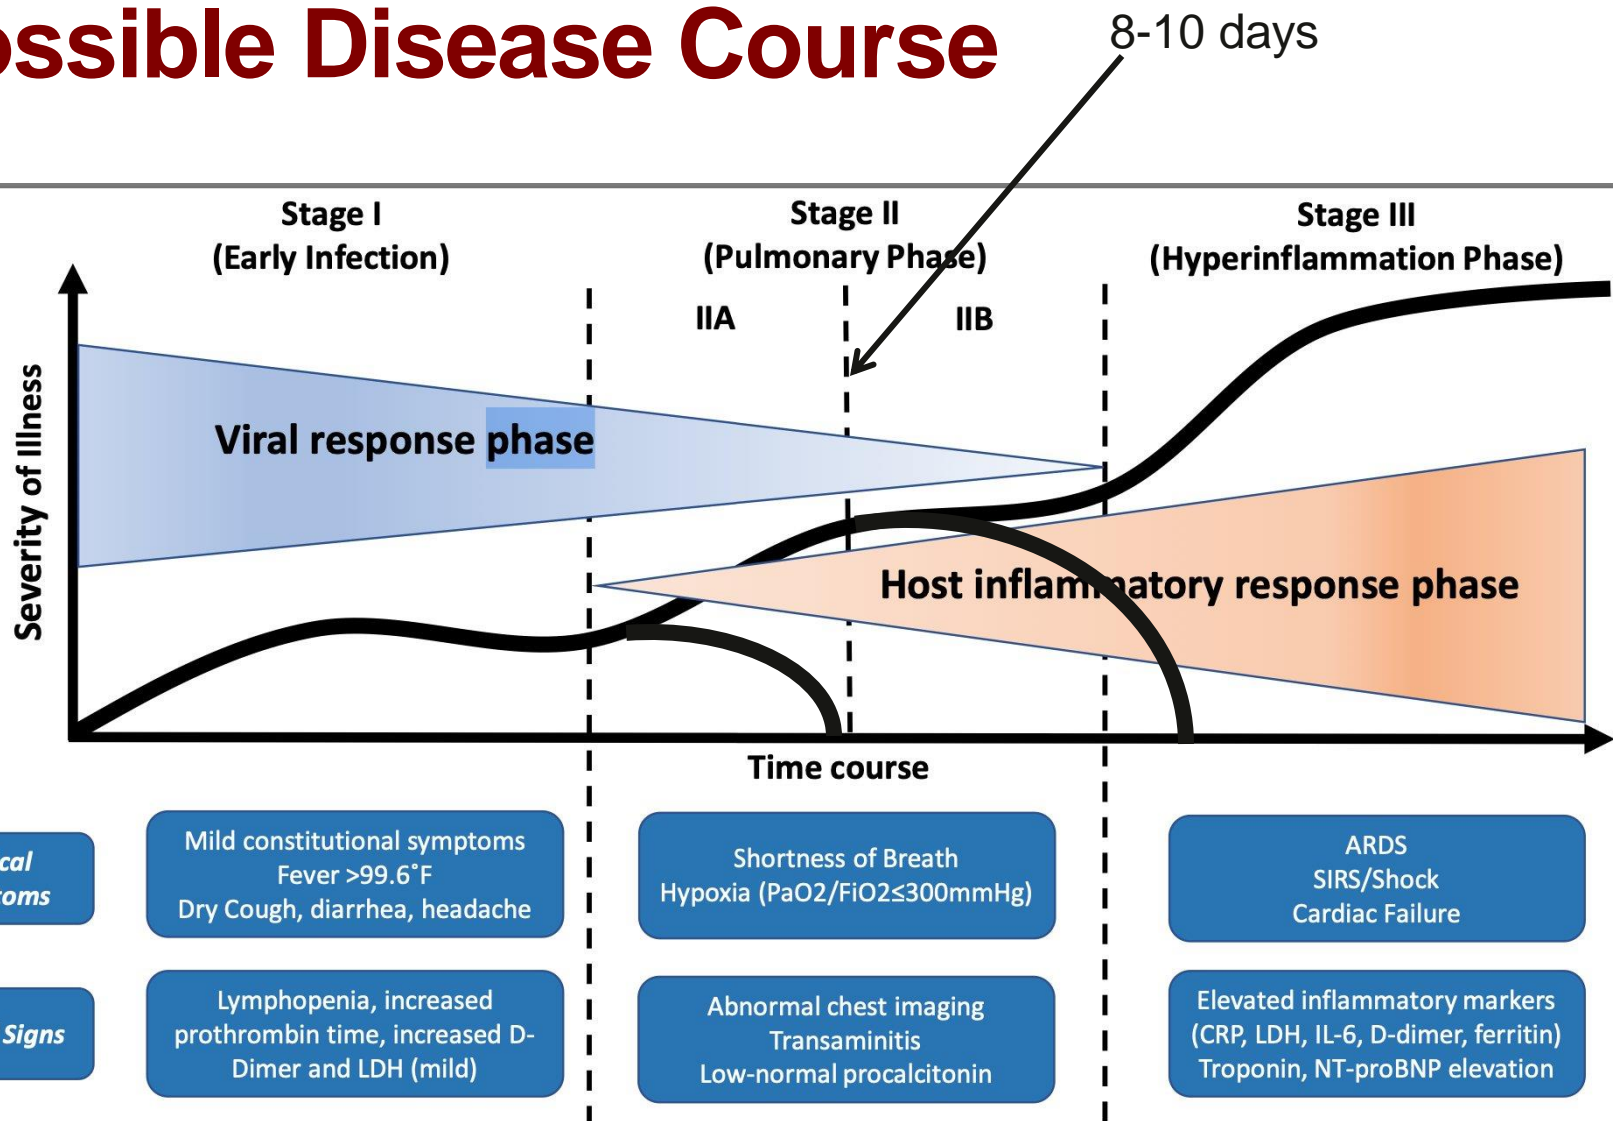 ossible Disease Course
8-10 days
Stage I
(Early Infection)
Stage II
(Pulmonary Phase)
Stage III
(Hyperinflammation Phase)
IIA
IIB
Severity of Illness
Viral response phase
Host inflammatory response phase
Time course
cal
toms
Mild constitutional symptoms
Fever >99.6°F
Dry Cough, diarrhea, headache
Shortness of Breath
Hypoxia (PaO2/FiO2≤300mmHg)
ARDS
SIRS/Shock
Cardiac Failure
Signs
Lymphopenia, increased
prothrombin time, increased D-
Dimer and LDH (mild)
Abnormal chest imaging
Transaminitis
Low-normal procalcitonin
Elevated inflammatory markers
(CRP, LDH, IL-6, D-dimer, ferritin)
Troponin, NT-proBNP elevation